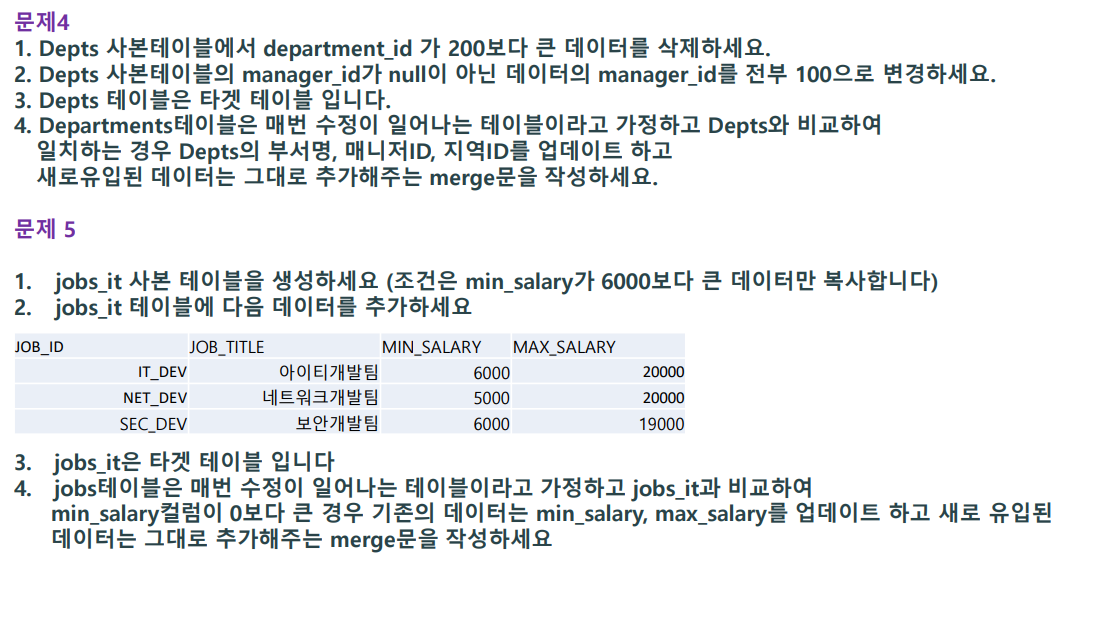 문제4
1. Depts 사본테이블에서 department_id 가 200보다 큰 데이터를 삭제하세요.
2. Depts 사본테이블의 manager_id가 null이 아닌 데이터의 manager_id를 전부 100으로 변경하세요.
3. Depts 테이블은 타겟 테이블 입니다.
4. Departments테이블은 매번 수정이 일어나는 테이블이라고 가정하고 Depts와 비교하여
일치하는 경우 Depts의 부서명, 매니저ID, 지역ID를 업데이트 하고
새로유입된 데이터는 그대로 추가해주는 merge문을 작성하세요.
문제 5
1. jobs_it 사본 테이블을 생성하세요 (조건은 min_salary가 6000보다 큰 데이터만 복사합니다)
2. jobs_it 테이블에 다음 데이터를 추가하세요
JOB_ID JOB_TITLE MIN_SALARY MAX_SALARY
IT_DEV 아이티개발팀 6000 20000
NET_DEV 네트워크개발팀 5000 20000
SEC_DEV 보안개발팀 6000 19000
3. jobs_it은 타겟 테이블 입니다
4. jobs테이블은 매번 수정이 일어나는 테이블이라고 가정하고 jobs_it과 비교하여
min_salary컬럼이 0보다 큰 경우 기존의 데이터는 min_salary, max_salary를 업데이트 하고 새로 유입된
데이터는 그대로 추가해주는 merge문을 작성하세요